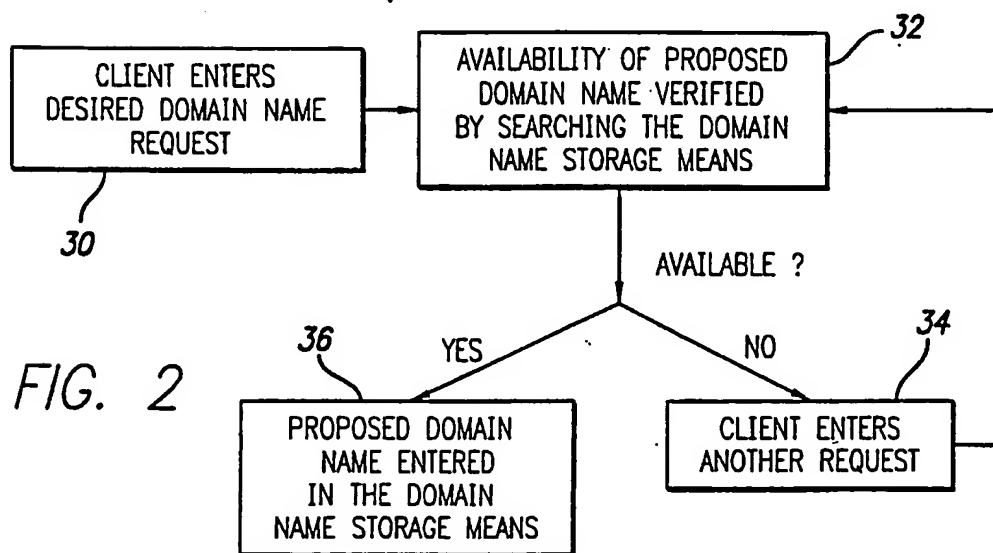 CLIENT ENTERS
DESIRED DOMAIN NAME
REQUEST
30
AVAILABILITY OF PROPOSED
DOMAIN NAME VERIFIED
BY SEARCHING THE DOMAIN
NAME STORAGE MEANS
32
AVAILABLE ?
YES
NO
36
PROPOSED DOMAIN
NAME ENTERED
IN THE DOMAIN
NAME STORAGE MEANS
34
CLIENT ENTERS
ANOTHER REQUEST
FIG. 2